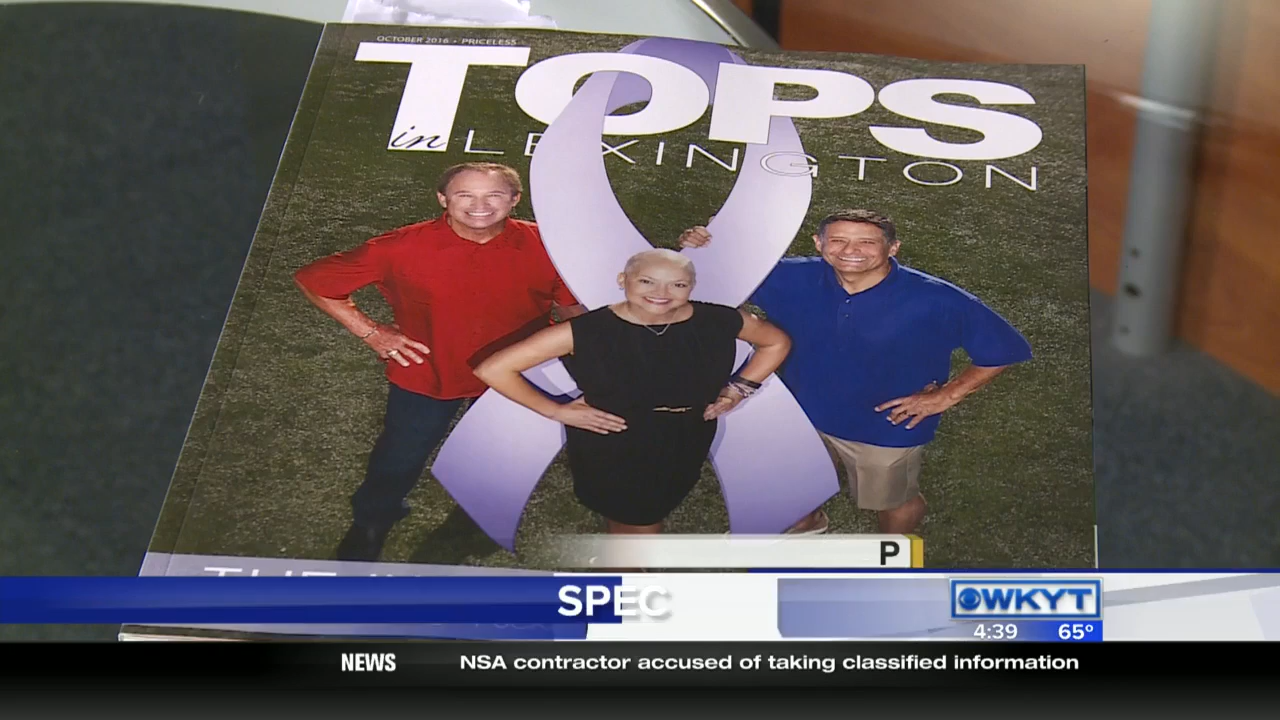 OCTOBER 2016 • PRICELESS
TOPS
in LEXINGTON
P
SPEC
WKYT
4:39 65°
NEWS NSA contractor accused of taking classified information